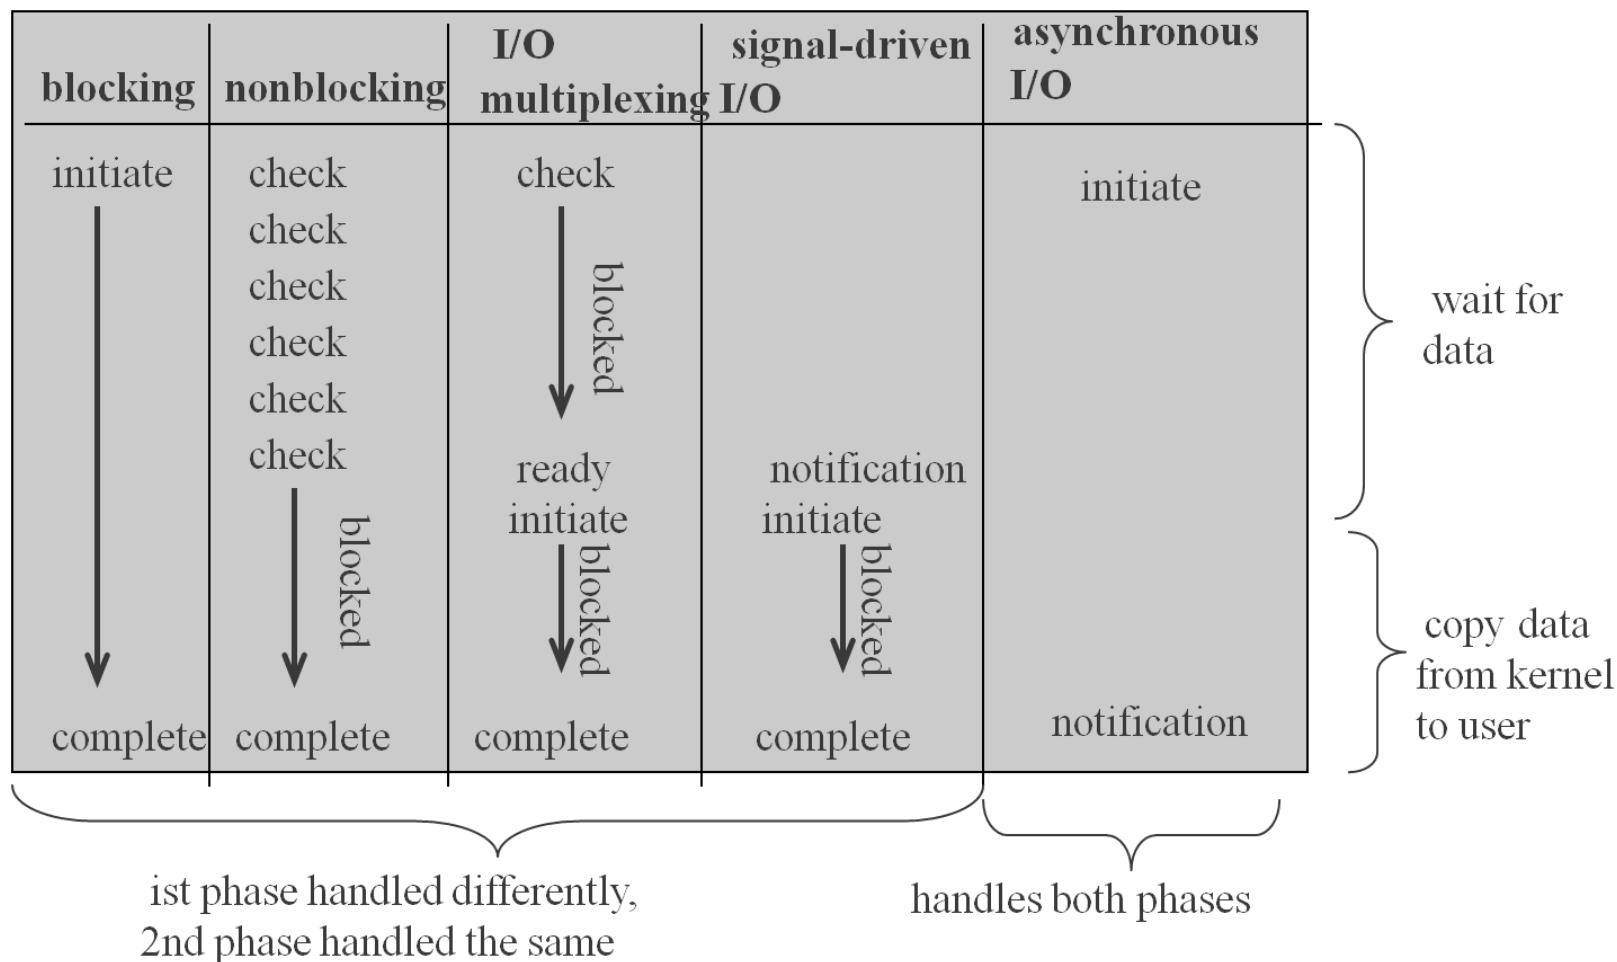 blocking
nonblocking
I/O
multiplexing
signal-driven
I/O
asynchronous
I/O
initiate
complete
check
check
check
check
check
check
blocked
complete
check
blocked
ready
initiate
blocked
complete
notification
initiate
blocked
complete
initiate
notification
wait for
data
copy data
from kernel
to user
ist phase handled differently,
2nd phase handled the same
handles both phases